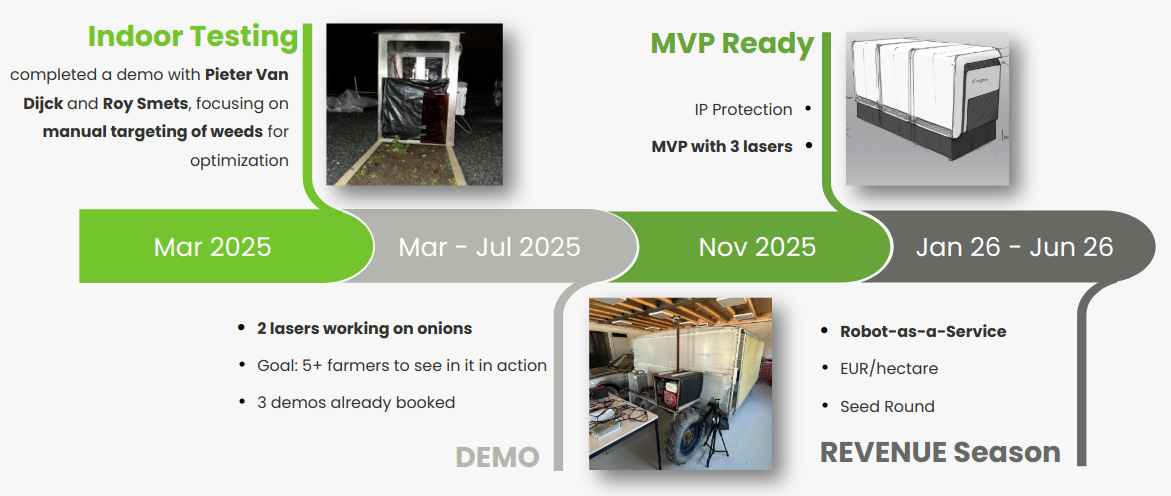 Indoor Testing
completed a demo with Pieter Van
Dijck and Roy Smets, focusing on
manual targeting of weeds for
optimization
MVP Ready
• IP Protection
• MVP with 3 lasers
Mar 2025
Mar - Jul 2025
Nov 2025
Jan 26 - Jun 26
• 2 lasers working on onions
• Goal: 5+ farmers to see in it in action
• 3 demos already booked
DEMO
• Robot-as-a-Service
• EUR/hectare
• Seed Round
REVENUE Season